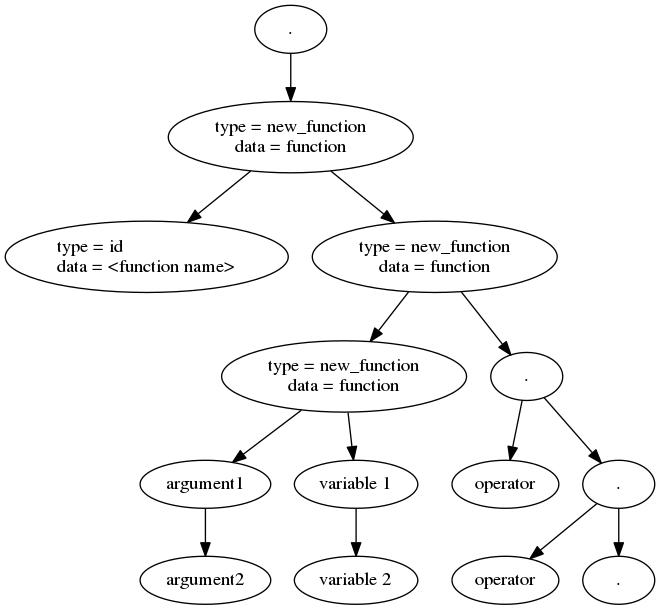 .
type = new_function
data = function
type = id
data = <function name>
type = new_function
data = function
type = new_function
data = function
.
argument1
variable 1
operator
.
argument2
variable 2
operator
.